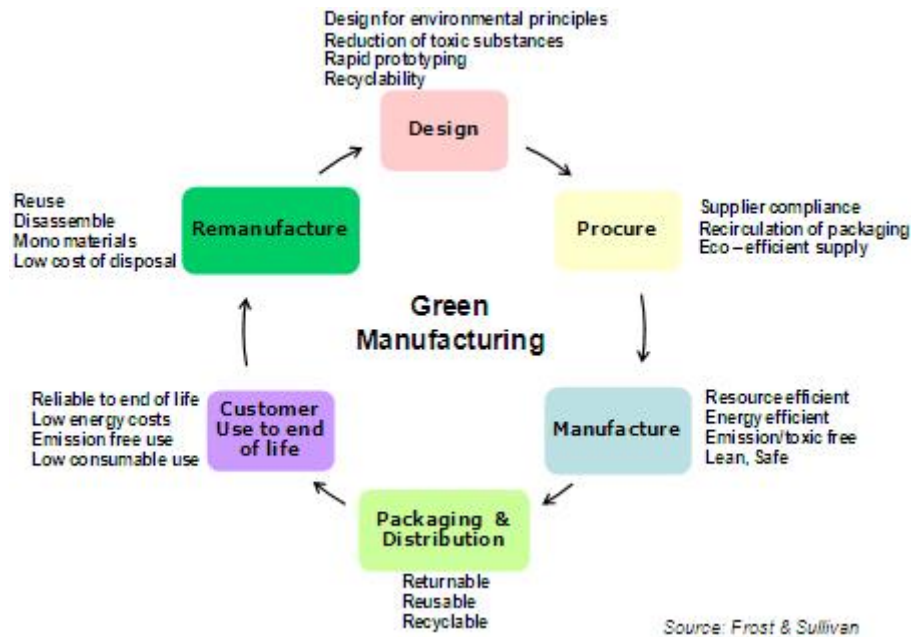 Design for environmental principles
Reduction of toxic substances
Rapid prototyping
Recyclability
Design
Procure
Supplier compliance
Recirculation of packaging
Eco – efficient supply
Manufacture
Resource efficient
Energy efficient
Emission/toxic free
Lean, Safe
Packaging &
Distribution
Returnable
Reusable
Recyclable
Customer
Use to end
of life
Reliable to end of life
Low energy costs
Emission free use
Low consumable use
Remanufacture
Reuse
Disassemble
Mono materials
Low cost of disposal
Green
Manufacturing
Source: Frost & Sullivan